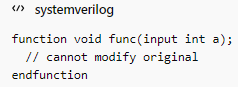 </> systemverilog
function void func(input int a);
  // cannot modify original
endfunction